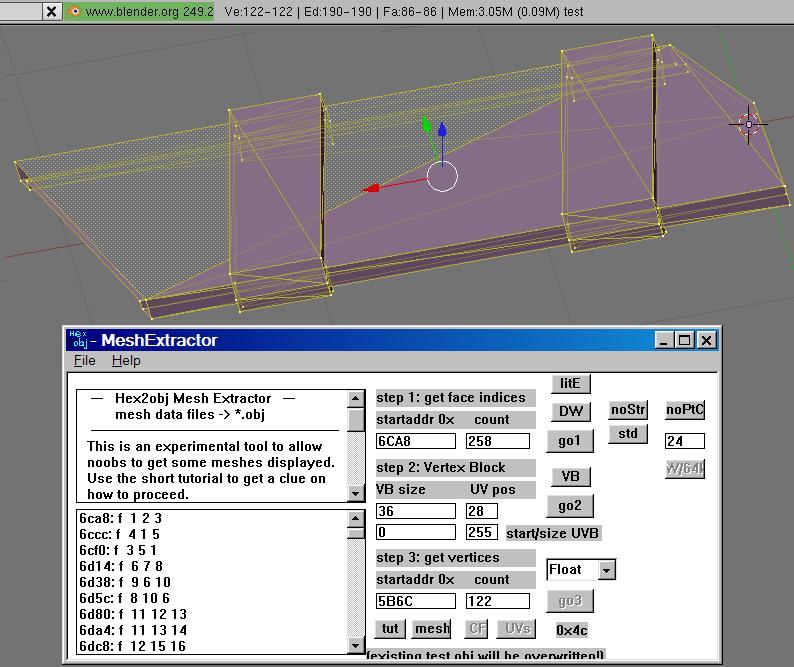 www.blender.org 249.2 Ve:122-122 | Ed:190-190 | Fa:86-86 | Mem:3.05M (0.09M) test
Hex obj - MeshExtractor
File Help
— Hex2obj Mesh Extractor —
mesh data files -> *.obj
This is an experimental tool to allow
noobs to get some meshes displayed.
Use the short tutorial to get a clue on
how to proceed.
6ca8: f 1 2 3
6ccc: f 4 1 5
6cf0: f 3 5 1
6d14: f 6 7 8
6d38: f 9 6 10
6d5c: f 8 10 6
6d80: f 11 12 13
6da4: f 11 13 14
6dc8: f 12 15 16
step 1: get face indices
startaddr 0x count
6CA8 258
step 2: Vertex Block
VB size UV pos
36 28
0 255 start/size UVB
step 3: get vertices
startaddr 0x count
5B6C 122
tut mesh CF UVs 0x4c
(existing test.obj will be overwritten!)
litE
DW noStr noPtC
go1 std 24
W/64k
VB
go2
Float
go3